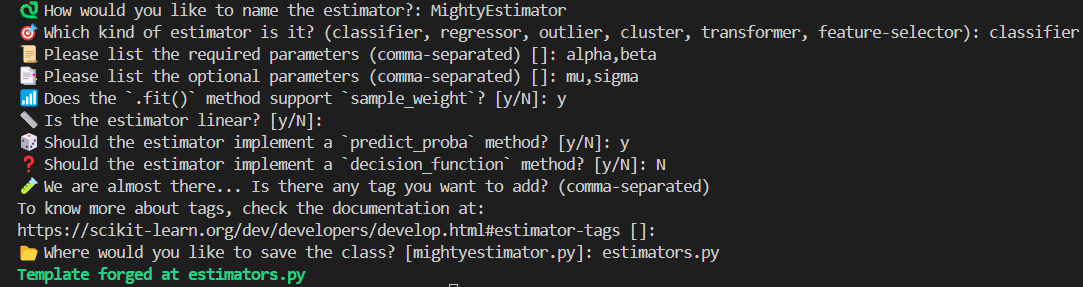 How would you like to name the estimator?: MightyEstimator
Which kind of estimator is it? (classifier, regressor, outlier, cluster, transformer, feature-selector): classifier
Please list the required parameters (comma-separated) []: alpha,beta
Please list the optional parameters (comma-separated) []: mu,sigma
Does the `.fit()` method support `sample_weight`? [y/N]: y
Is the estimator linear? [y/N]:
Should the estimator implement a `predict_proba` method? [y/N]: y
Should the estimator implement a `decision_function` method? [y/N]: N
We are almost there... Is there any tag you want to add? (comma-separated)
To know more about tags, check the documentation at:
https://scikit-learn.org/dev/developers/develop.html#estimator-tags []:
Where would you like to save the class? [mightyestimator.py]: estimators.py
Template forged at estimators.py